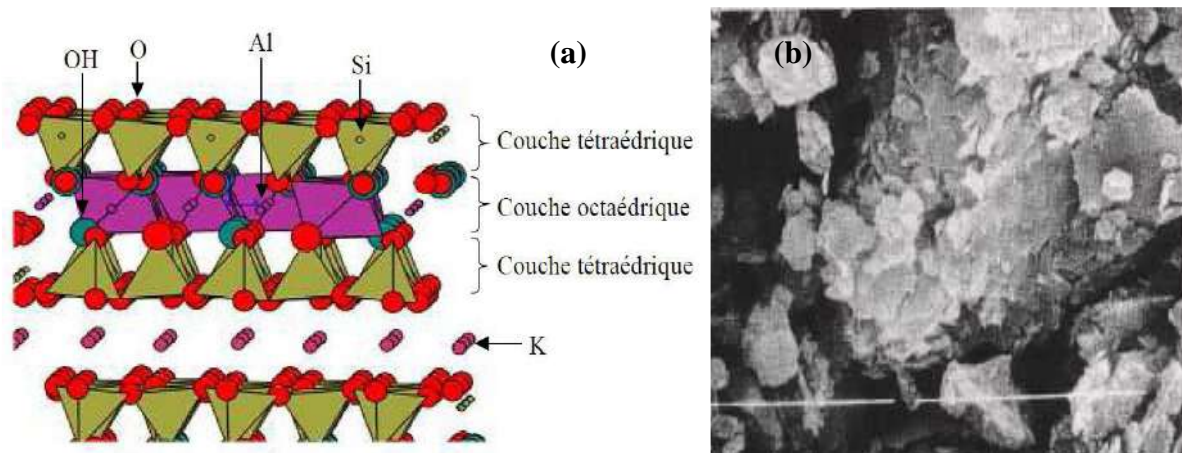 OH
O
Al
(a)
Si
Couche tétraédrique
Couche octaédrique
Couche tétraédrique
K
(b)